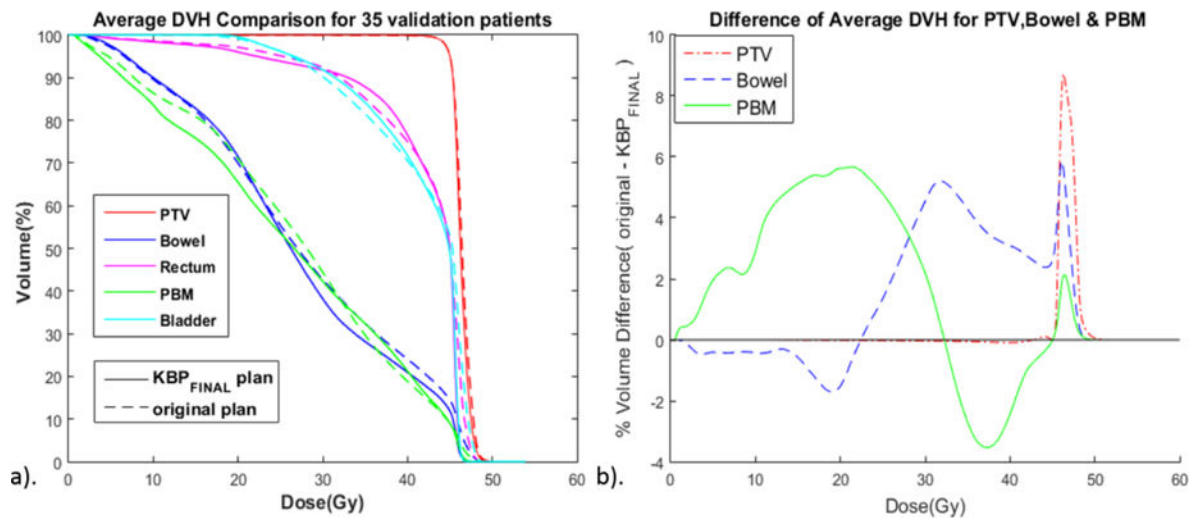 Average DVH Comparison for 35 validation patients
100
90
80
70
60
50
40
30
20
10
0
Volume(%)
PTV
Bowel
Rectum
PBM
Bladder
KBP_FINAL plan
original plan
0 10 20 30 40 50 60
Dose(Gy)
a).
Difference of Average DVH for PTV,Bowel & PBM
10
8
6
4
2
0
-2
-4
% Volume Difference( original - KBP_FINAL)
PTV
Bowel
PBM
0 10 20 30 40 50 60
Dose(Gy)
b).